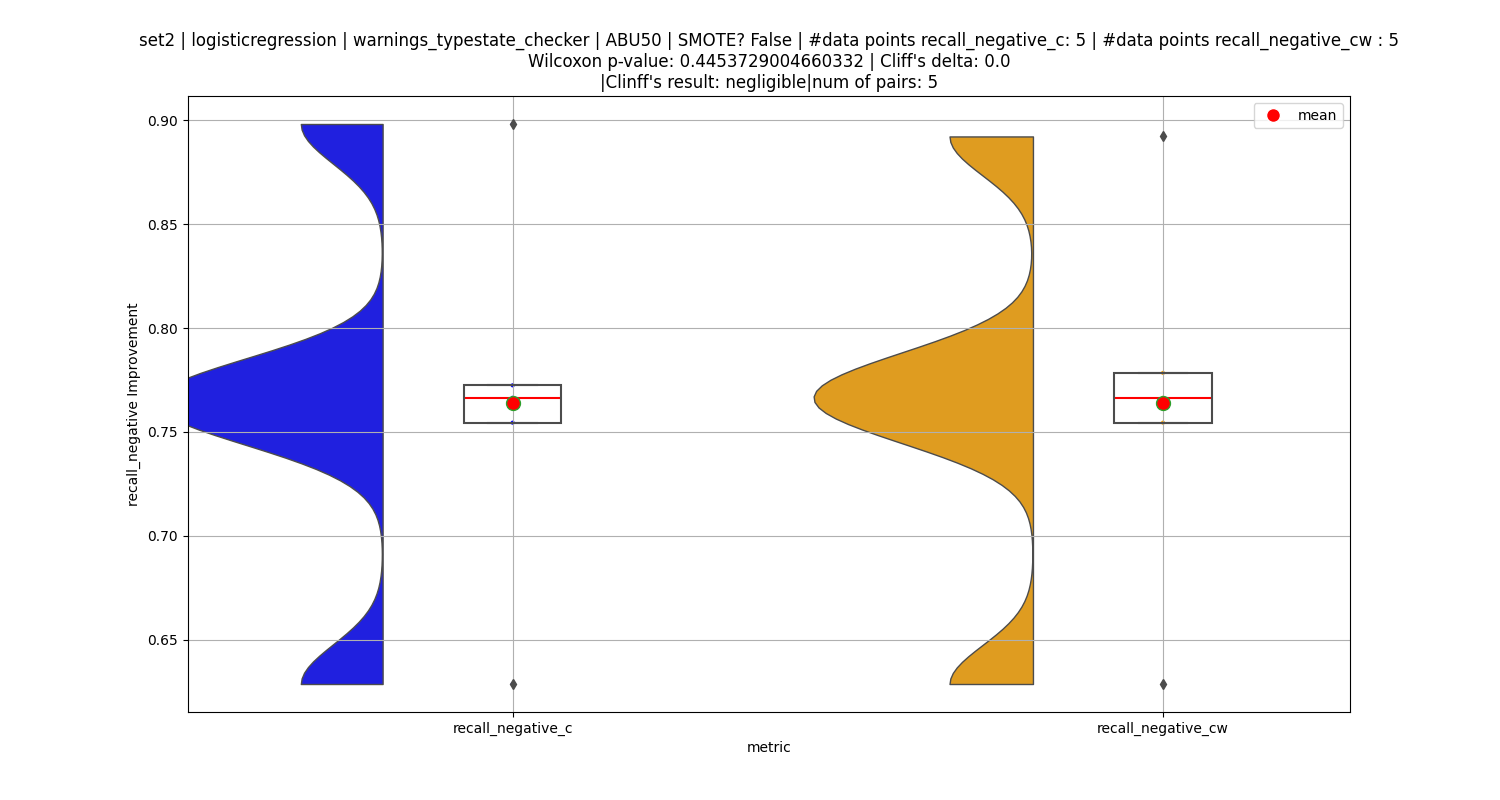 set2 | logisticregression | warnings_typestate_checker | ABU50 | SMOTE? False | #data points recall_negative_c: 5 | #data points recall_negative_cw : 5
Wilcoxon p-value: 0.4453729004660332 | Cliff's delta: 0.0
|Clinff's result: negligible|num of pairs: 5
mean
0.90
0.85
0.80
0.75
0.70
0.65
recall_negative Improvement
recall_negative_c
recall_negative_cw
metric